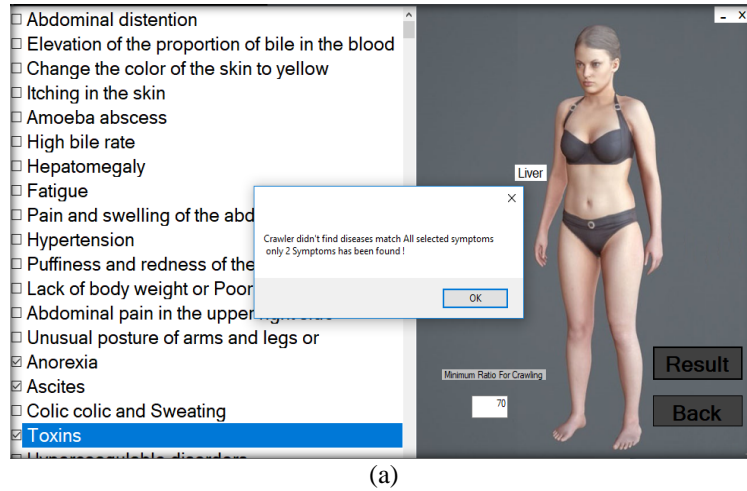 Abdominal distention
Elevation of the proportion of bile in the blood
Change the color of the skin to yellow
Itching in the skin
Amoeba abscess
High bile rate
Hepatomegaly
Fatigue
Pain and swelling of the abd
Hypertension
Puffiness and redness of the
Lack of body weight or Poor
Abdominal pain in the upper
Unusual posture of arms and legs or
Anorexia
Ascites
Colic colic and Sweating
Toxins
Liver
Crawler didn't find diseases match All selected symptoms
only 2 Symptoms has been found !
OK
Minimum Ratio For Crawling
70
Result
Back
(a)